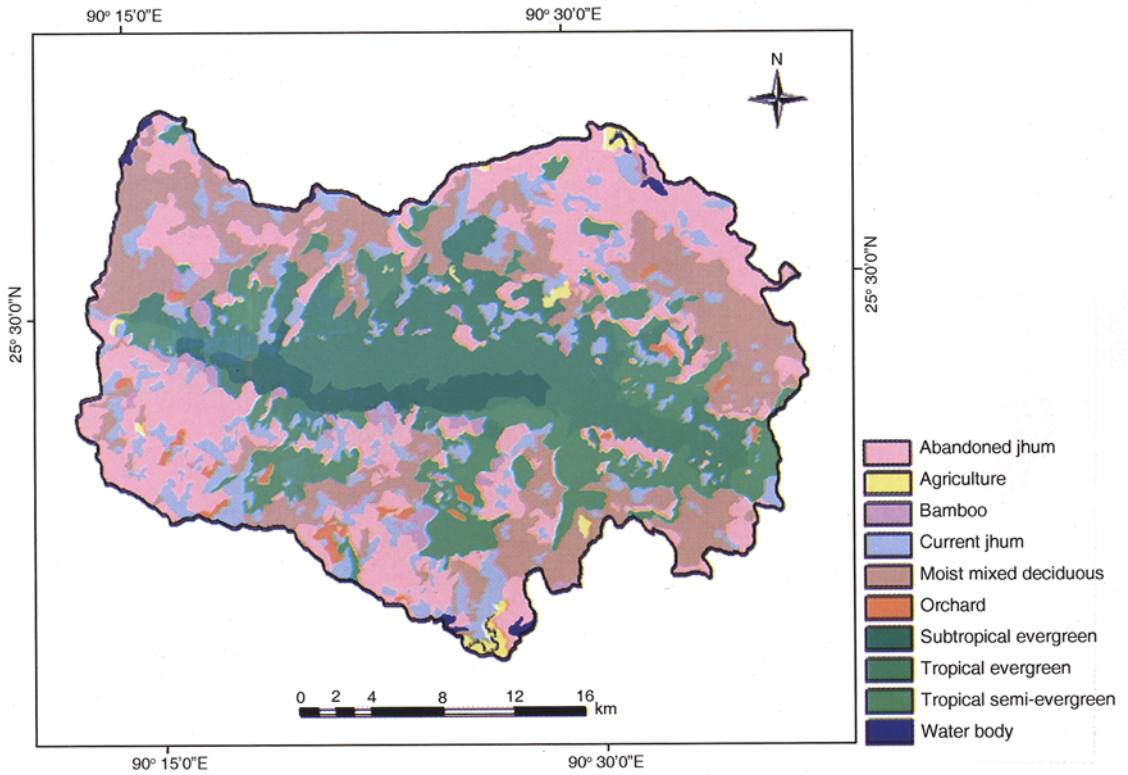 90° 15'0"E
90° 30'0"E
N
25° 30'0"N
25° 30'0"N
Abandoned jhum
Agriculture
Bamboo
Current jhum
Moist mixed deciduous
Orchard
Subtropical evergreen
Tropical evergreen
Tropical semi-evergreen
Water body
0 2 4 8 12 16
km
90° 15'0"E
90° 30'0"E